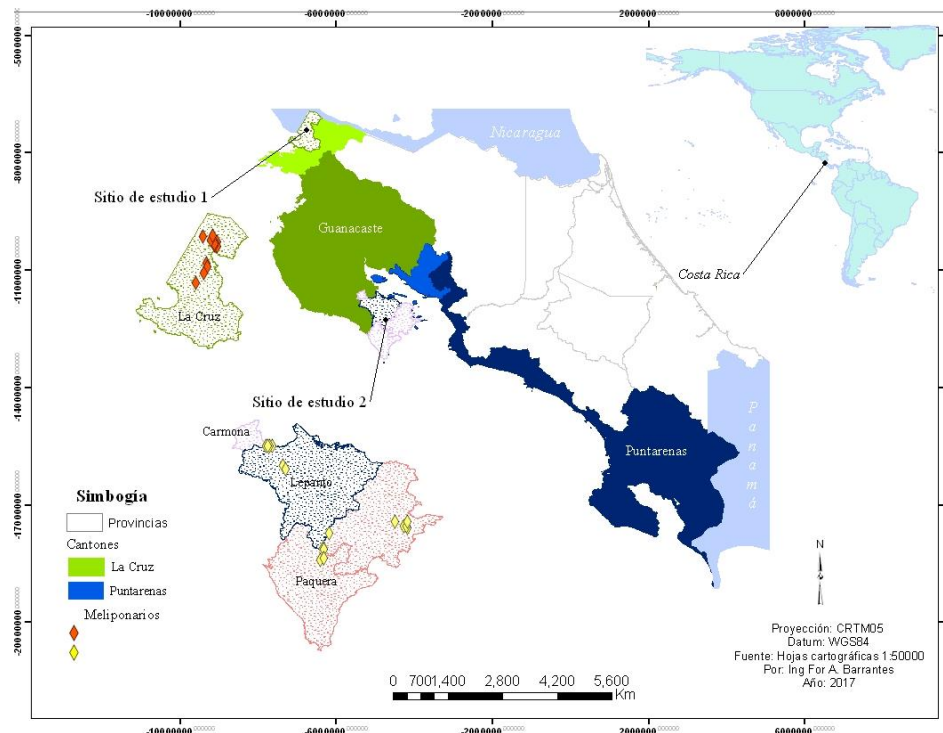 -10000000 -6000000 -2000000 2000000 6000000
-5000000
-8000000
-11000000
-14000000
-17000000
-20000000
Nicaragua
Sitio de estudio 1
Guanacaste
Costa Rica
La Cruz
Sitio de estudio 2
Panamá
Carmona
Puntarenas
Lepanto
Paquera
Simbogía
Provincias
Cantones
La Cruz
Puntarenas
Meliponarios
N
Proyección: CRTM05
Datum: WGS84
Fuente: Hojas cartográficas 1:50000
Por: Ing For A. Barrantes
Año: 2017
0 7001,400 2,800 4,200 5,600
Km
-10000000 -6000000 -2000000 2000000 6000000